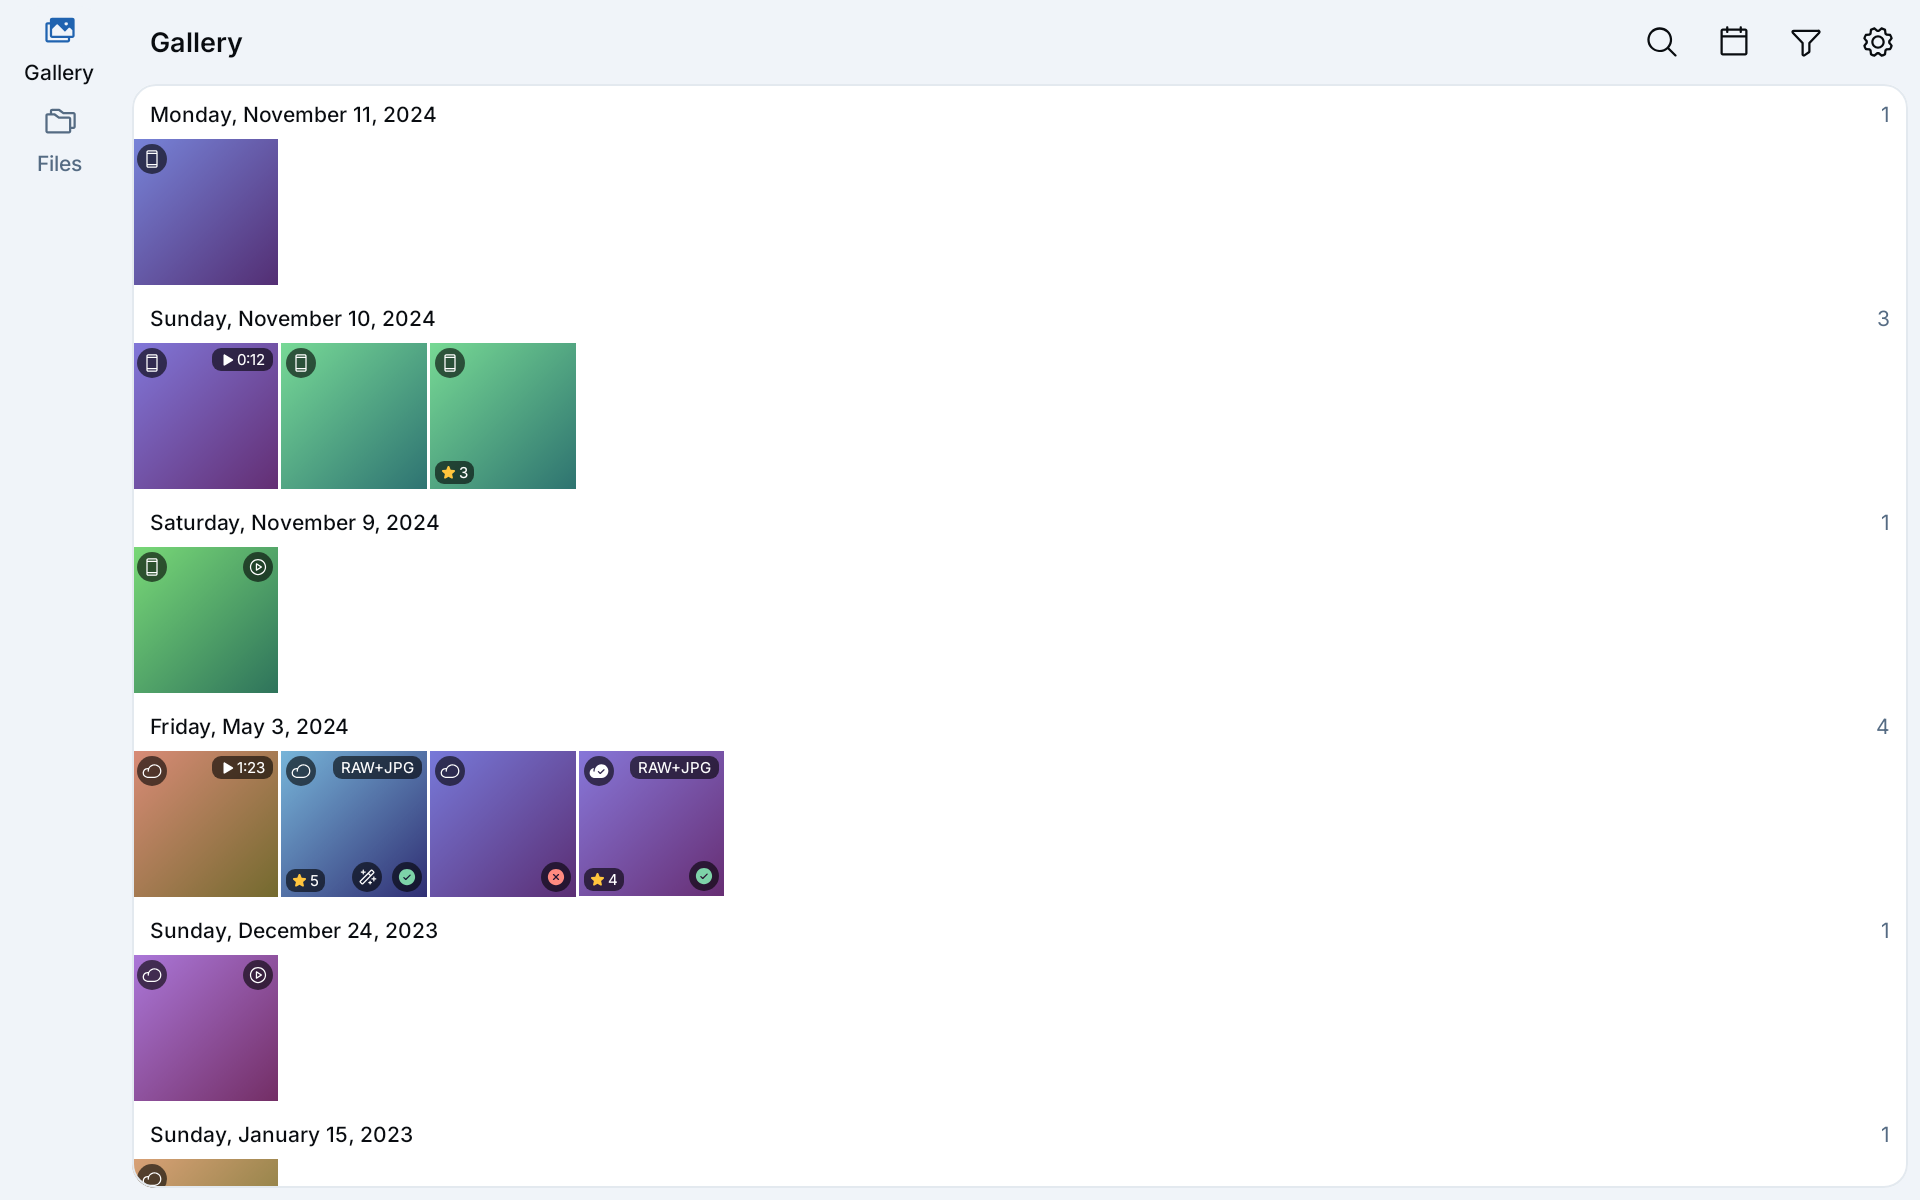 Gallery
Files
Gallery
Monday, November 11, 2024
1
Sunday, November 10, 2024
3
0:12
3
Saturday, November 9, 2024
1
Friday, May 3, 2024
4
1:23
RAW+JPG
RAW+JPG
5
4
Sunday, December 24, 2023
1
Sunday, January 15, 2023
1